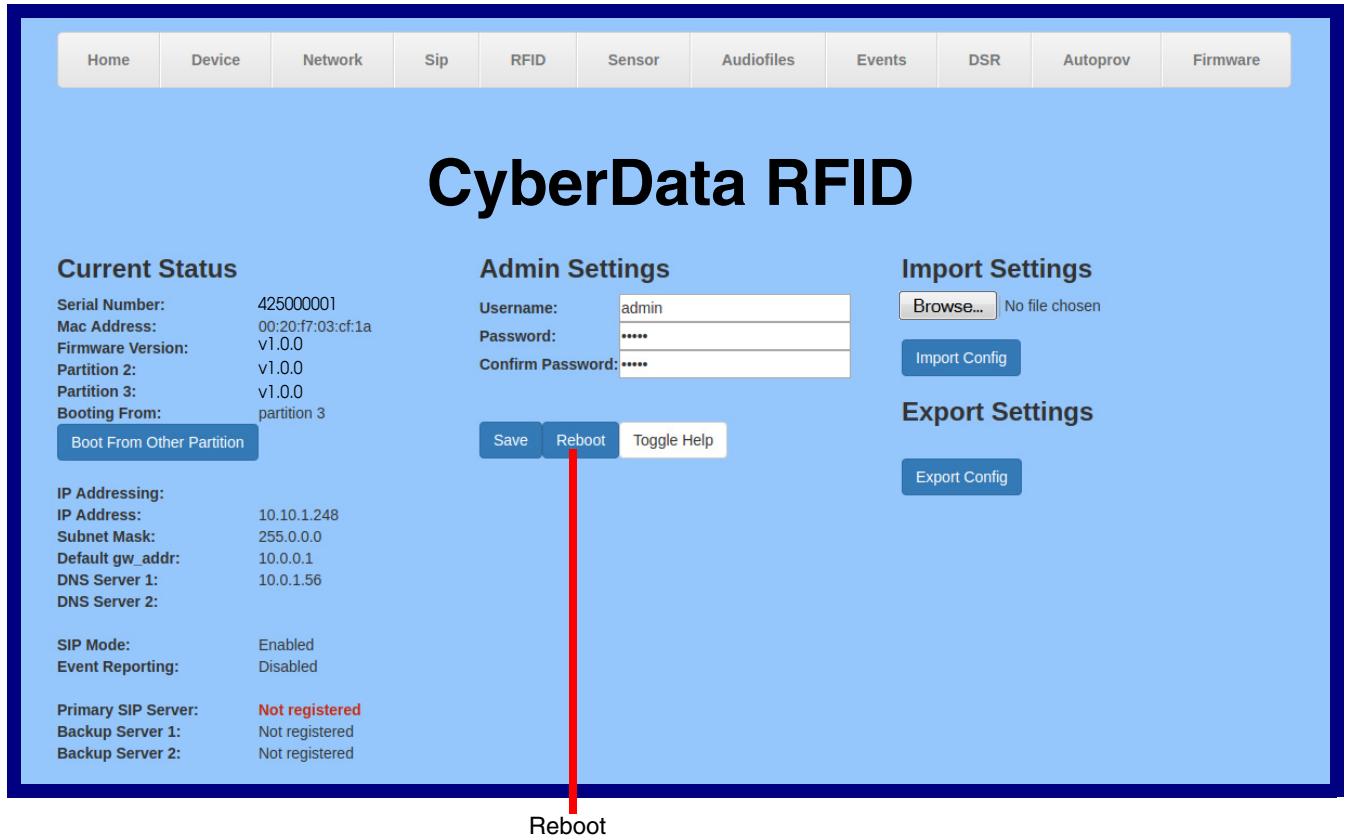 Home Device Network Sip RFID Sensor Audiofiles Events DSR Autoprov Firmware
CyberData RFID
Current Status
Serial Number: 425000001
Mac Address: 00:20:f7:03:cf:1a
Firmware Version: v1.0.0
Partition 2: v1.0.0
Partition 3: v1.0.0
Booting From: partition 3
Boot From Other Partition
IP Addressing:
IP Address: 10.10.1.248
Subnet Mask: 255.0.0.0
Default gw_addr: 10.0.0.1
DNS Server 1: 10.0.1.56
DNS Server 2:
SIP Mode: Enabled
Event Reporting: Disabled
Primary SIP Server: Not registered
Backup Server 1: Not registered
Backup Server 2: Not registered
Admin Settings
Username: admin
Password: •••••
Confirm Password: •••••
Save Reboot Toggle Help
Import Settings
Browse... No file chosen
Import Config
Export Settings
Export Config
Reboot